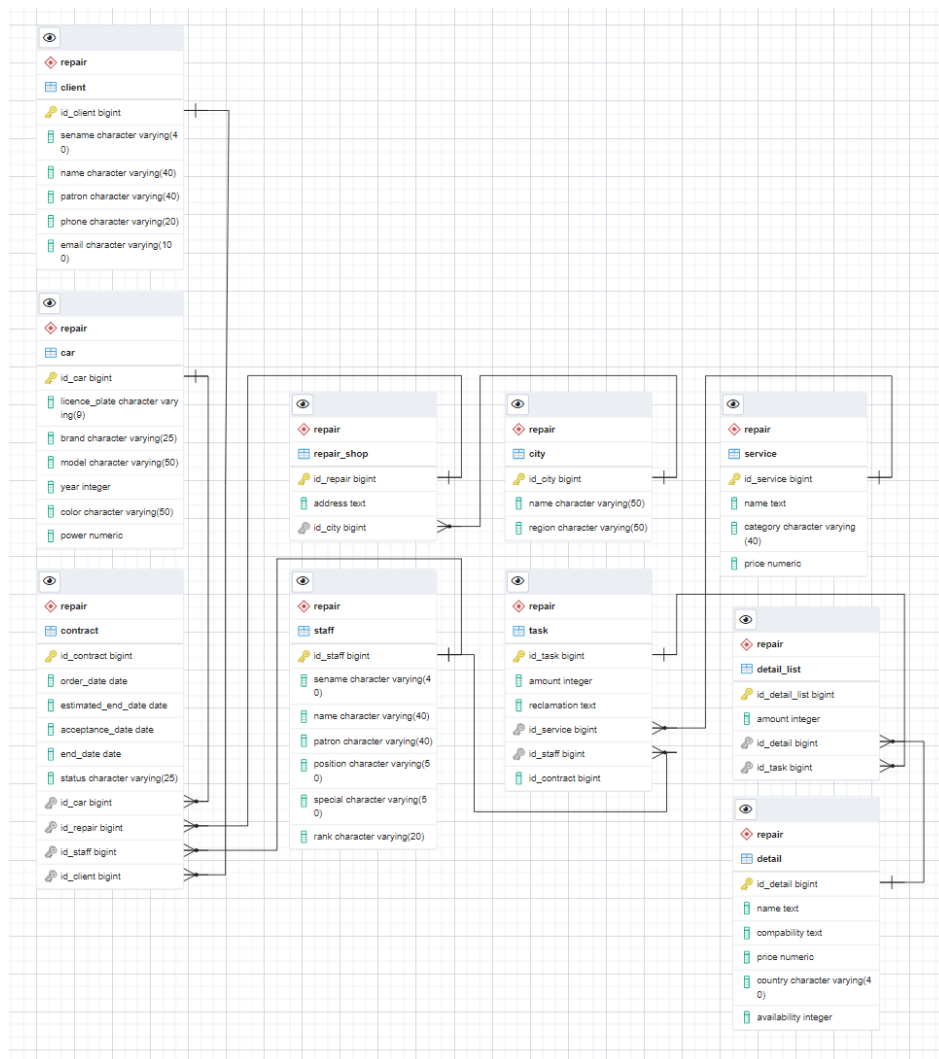 repair
client
id_client bigint
sename character varying(4
0)
name character varying(40)
patron character varying(40)
phone character varying(20)
email character varying(10
0)
repair
car
id_car bigint
licence_plate character vary
ing(9)
brand character varying(25)
model character varying(50)
year integer
color character varying(50)
power numeric
repair
contract
id_contract bigint
order_date date
estimated_end_date date
acceptance_date date
end_date date
status character varying(25)
id_car bigint
id_repair bigint
id_staff bigint
id_client bigint
repair
repair_shop
id_repair bigint
address text
id_city bigint
repair
staff
id_staff bigint
sename character varying(4
0)
name character varying(40)
patron character varying(40)
position character varying(5
0)
special character varying(5
0)
rank character varying(20)
repair
city
id_city bigint
name character varying(50)
region character varying(50)
repair
task
id_task bigint
amount integer
reclamation text
id_service bigint
id_staff bigint
id_contract bigint
repair
service
id_service bigint
name text
category character varying
(40)
price numeric
repair
detail_list
id_detail_list bigint
amount integer
id_detail bigint
id_task bigint
repair
detail
id_detail bigint
name text
compability text
price numeric
country character varying(4
0)
availability integer